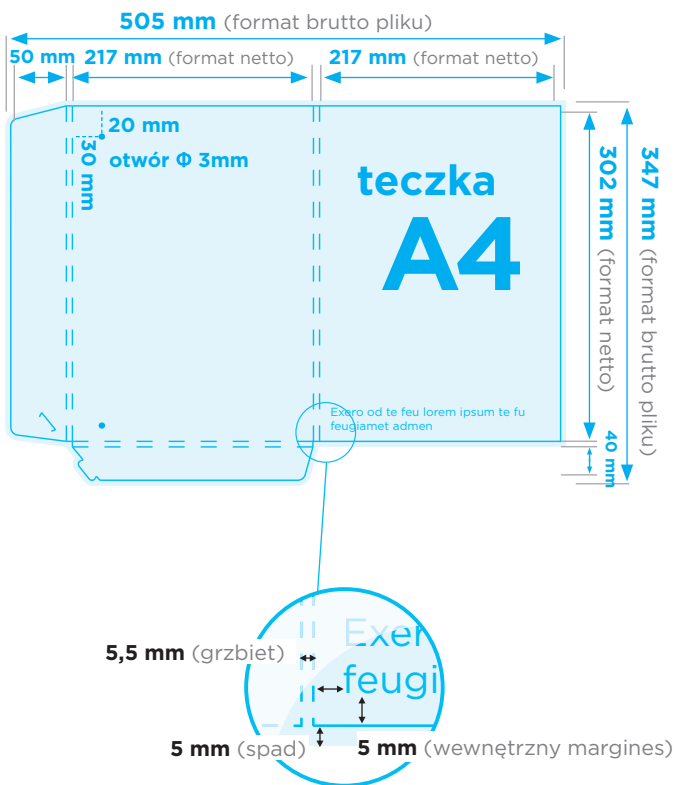 505 mm (format brutto pliku)
50 mm
217 mm (format netto)
217 mm (format netto)
20 mm
30 mm
otwór Φ 3mm
teczka
A4
302 mm (format netto)
347 mm (format brutto pliku)
40 mm
Exero od te feu lorem ipsum te fu
feugiamet admen
Exer
feugi
5,5 mm (grzbiet)
5 mm (spad)
5 mm (wewnętrzny margines)